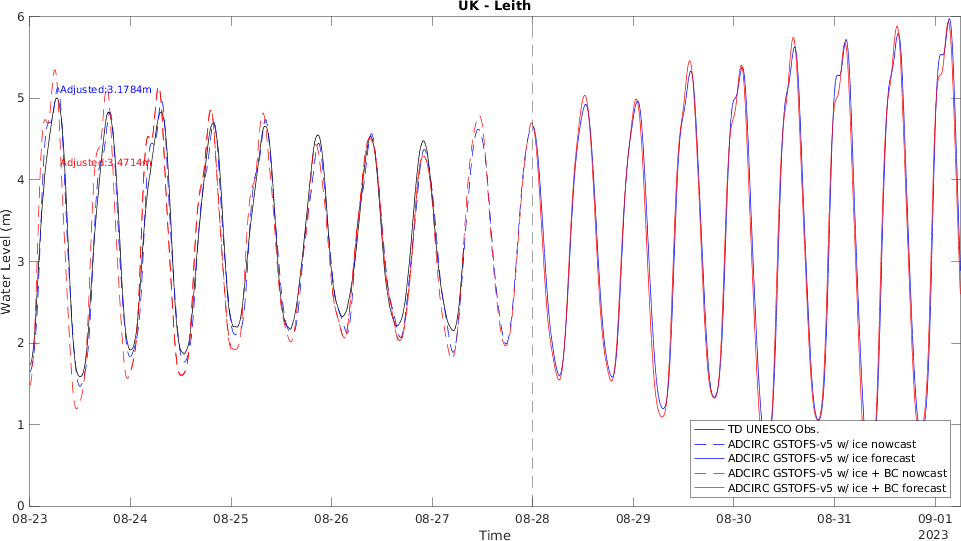 UK - Leith
Water Level (m)
6
5
4
3
2
1
0
Adjusted:3.1784m
Adjusted:3.4714m
TD UNESCO Obs.
ADCIRC GSTOFS-v5 w/ ice nowcast
ADCIRC GSTOFS-v5 w/ ice forecast
ADCIRC GSTOFS-v5 w/ ice + BC nowcast
ADCIRC GSTOFS-v5 w/ ice + BC forecast
08-23 08-24 08-25 08-26 08-27 08-28 08-29 08-30 08-31 09-01
2023
Time